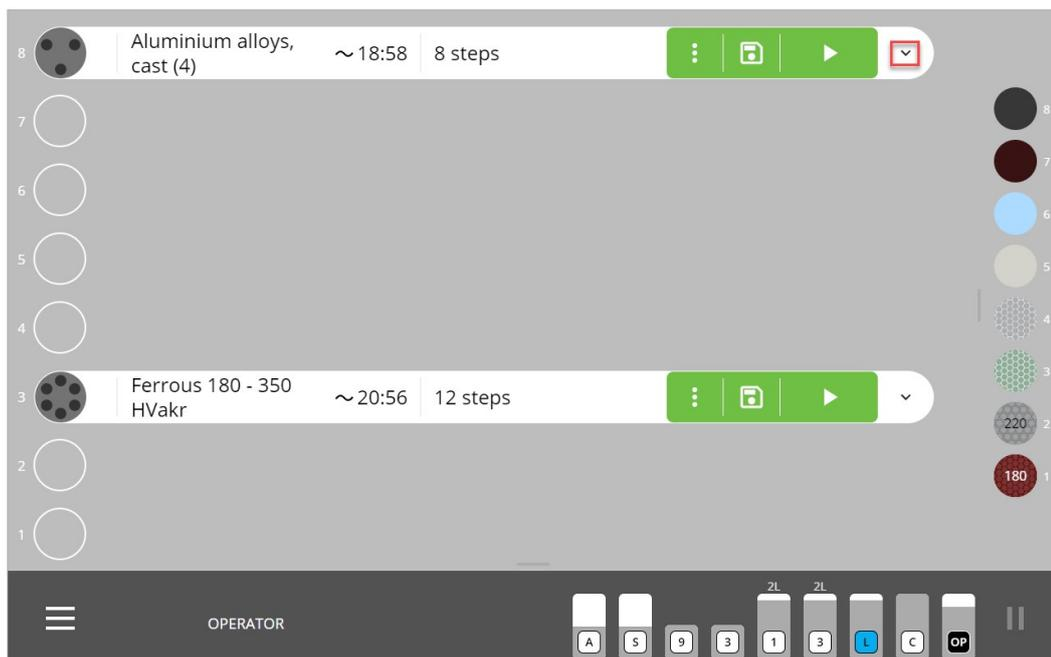 8
Aluminium alloys,
cast (4)
~18:58
8 steps
7
6
5
4
3
Ferrous 180 - 350
HVakr
~20:56
12 steps
2
1
8
7
6
5
4
3
220 2
180 1
OPERATOR
2L 2L
A S 9 3 1 3 L C OP